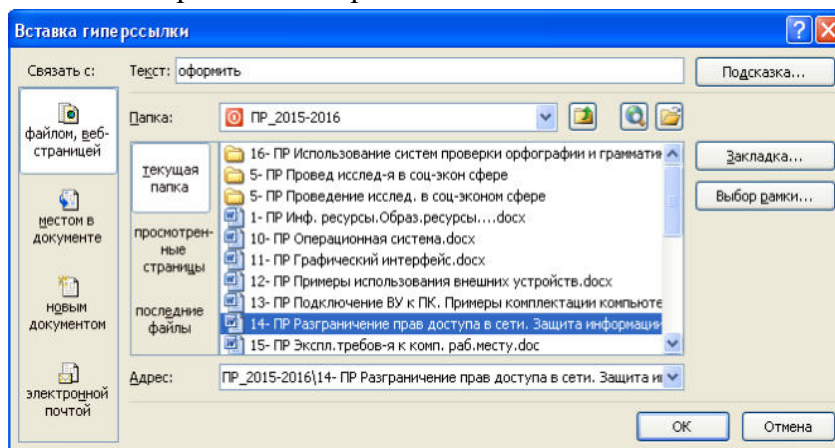 Вставка гиперссылки
Связать с:
Текст: оформить
Подсказка...
файлом, веб-
страницей
Папка: ПР_2015-2016
местом в
документе
новым
документом
электронной
почтой
текущая
папка
просмотрен-
ные
страницы
последние
файлы
16- ПР Использование систем проверки орфографии и граммати
5- ПР Провед исслед-я в соц-экон сфере
5- ПР Проведение исслед. в соц-эконом сфере
1- ПР Инф. ресурсы.Образ.ресурсы....docx
10- ПР Операционная система.docx
11- ПР Графический интерфейс.docx
12- ПР Примеры использования внешних устройств.docx
13- ПР Подключение ВУ к ПК. Примеры комплектации компьюте
14- ПР Разграничение прав доступа в сети. Защита информации
15- ПР Экспл.требов-я к комп. раб.месту.doc
Закладка...
Выбор рамки...
Адрес: ПР_2015-2016\14- ПР Разграничение прав доступа в сети. Защита и
ОК
Отмена